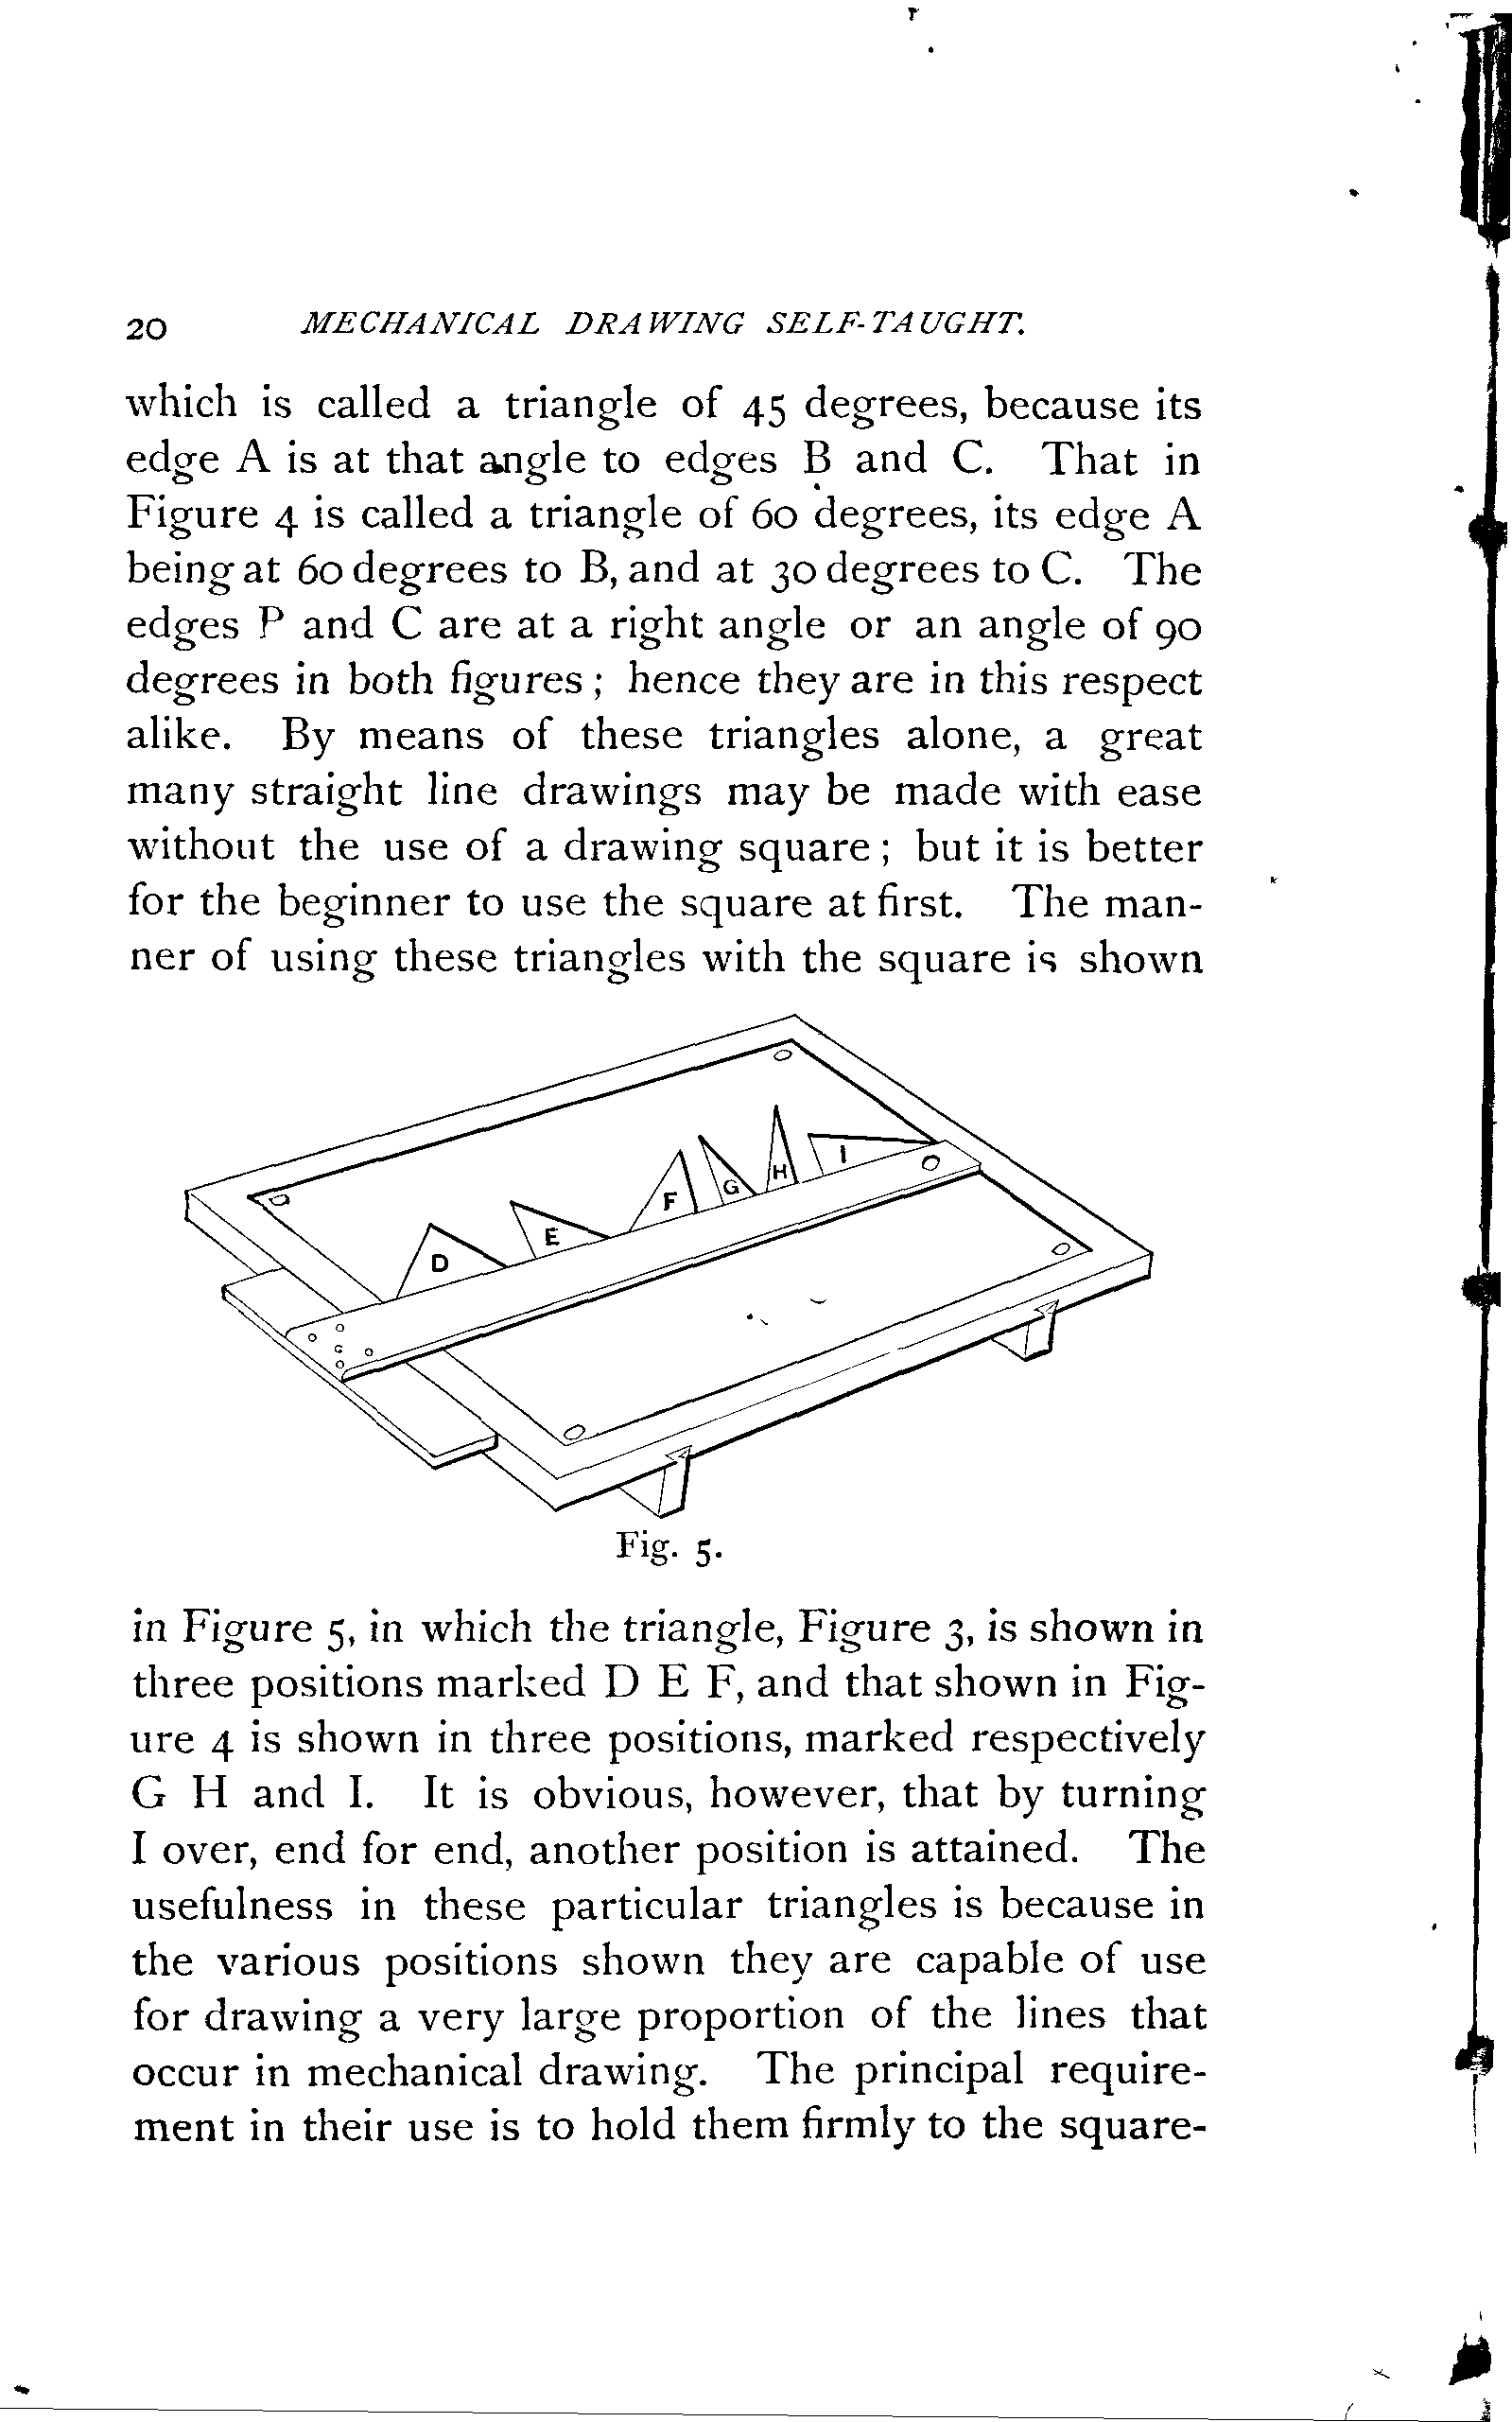 20 MECHANICAL DRAWING SELF-TAUGHT.
which is called a triangle of 45 degrees, because its
edge A is at that angle to edges B and C. That in
Figure 4 is called a triangle of 60 degrees, its edge A
being at 60 degrees to B, and at 30 degrees to C. The
edges P and C are at a right angle or an angle of 90
degrees in both figures; hence they are in this respect
alike. By means of these triangles alone, a great
many straight line drawings may be made with ease
without the use of a drawing square; but it is better
for the beginner to use the square at first. The man-
ner of using these triangles with the square is shown
D E F G H I
Fig. 5.
in Figure 5, in which the triangle, Figure 3, is shown in
three positions marked D E F, and that shown in Fig-
ure 4 is shown in three positions, marked respectively
G H and I. It is obvious, however, that by turning
I over, end for end, another position is attained. The
usefulness in these particular triangles is because in
the various positions shown they are capable of use
for drawing a very large proportion of the lines that
occur in mechanical drawing. The principal require-
ment in their use is to hold them firmly to the square-